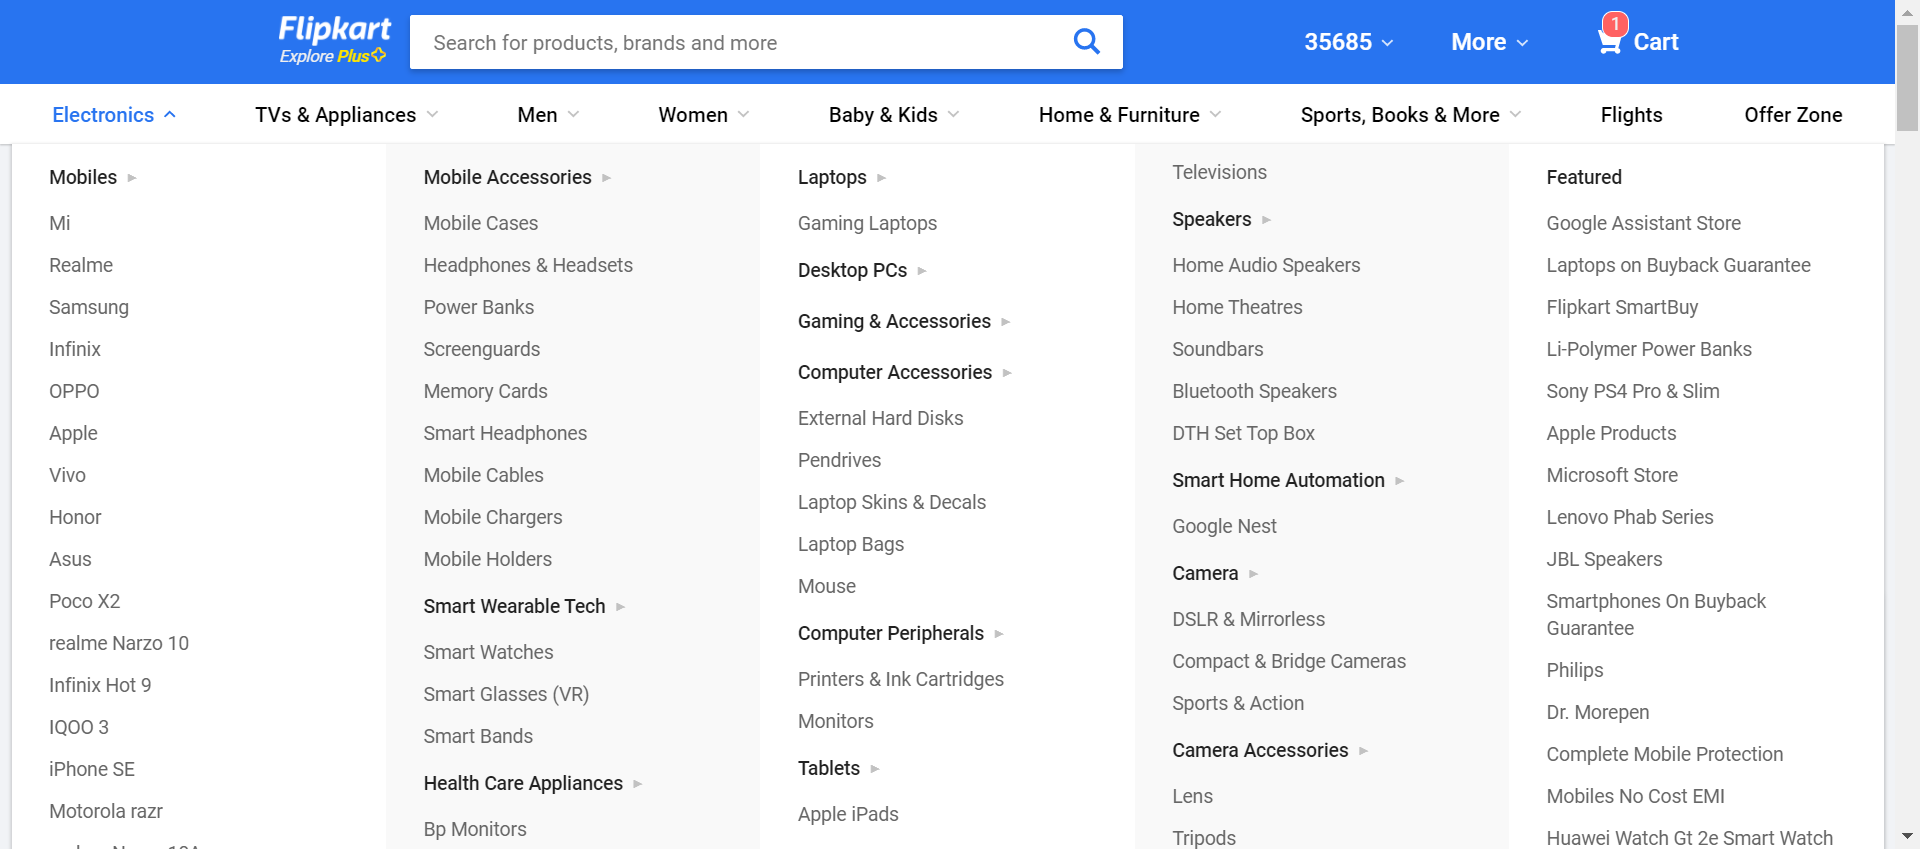 Flipkart
Explore Plus
Search for products, brands and more
35685
More
1
Cart
Electronics
TVs & Appliances
Men
Women
Baby & Kids
Home & Furniture
Sports, Books & More
Flights
Offer Zone
Mobiles
Mi
Realme
Samsung
Infinix
OPPO
Apple
Vivo
Honor
Asus
Poco X2
realme Narzo 10
Infinix Hot 9
IQOO 3
iPhone SE
Motorola razr
Mobile Accessories
Mobile Cases
Headphones & Headsets
Power Banks
Screenguards
Memory Cards
Smart Headphones
Mobile Cables
Mobile Chargers
Mobile Holders
Smart Wearable Tech
Smart Watches
Smart Glasses (VR)
Smart Bands
Health Care Appliances
Bp Monitors
Laptops
Gaming Laptops
Desktop PCs
Gaming & Accessories
Computer Accessories
External Hard Disks
Pendrives
Laptop Skins & Decals
Laptop Bags
Mouse
Computer Peripherals
Printers & Ink Cartridges
Monitors
Tablets
Apple iPads
Televisions
Speakers
Home Audio Speakers
Home Theatres
Soundbars
Bluetooth Speakers
DTH Set Top Box
Smart Home Automation
Google Nest
Camera
DSLR & Mirrorless
Compact & Bridge Cameras
Sports & Action
Camera Accessories
Lens
Tripods
Featured
Google Assistant Store
Laptops on Buyback Guarantee
Flipkart SmartBuy
Li-Polymer Power Banks
Sony PS4 Pro & Slim
Apple Products
Microsoft Store
Lenovo Phab Series
JBL Speakers
Smartphones On Buyback
Guarantee
Philips
Dr. Morepen
Complete Mobile Protection
Mobiles No Cost EMI
Huawei Watch Gt 2e Smart Watch